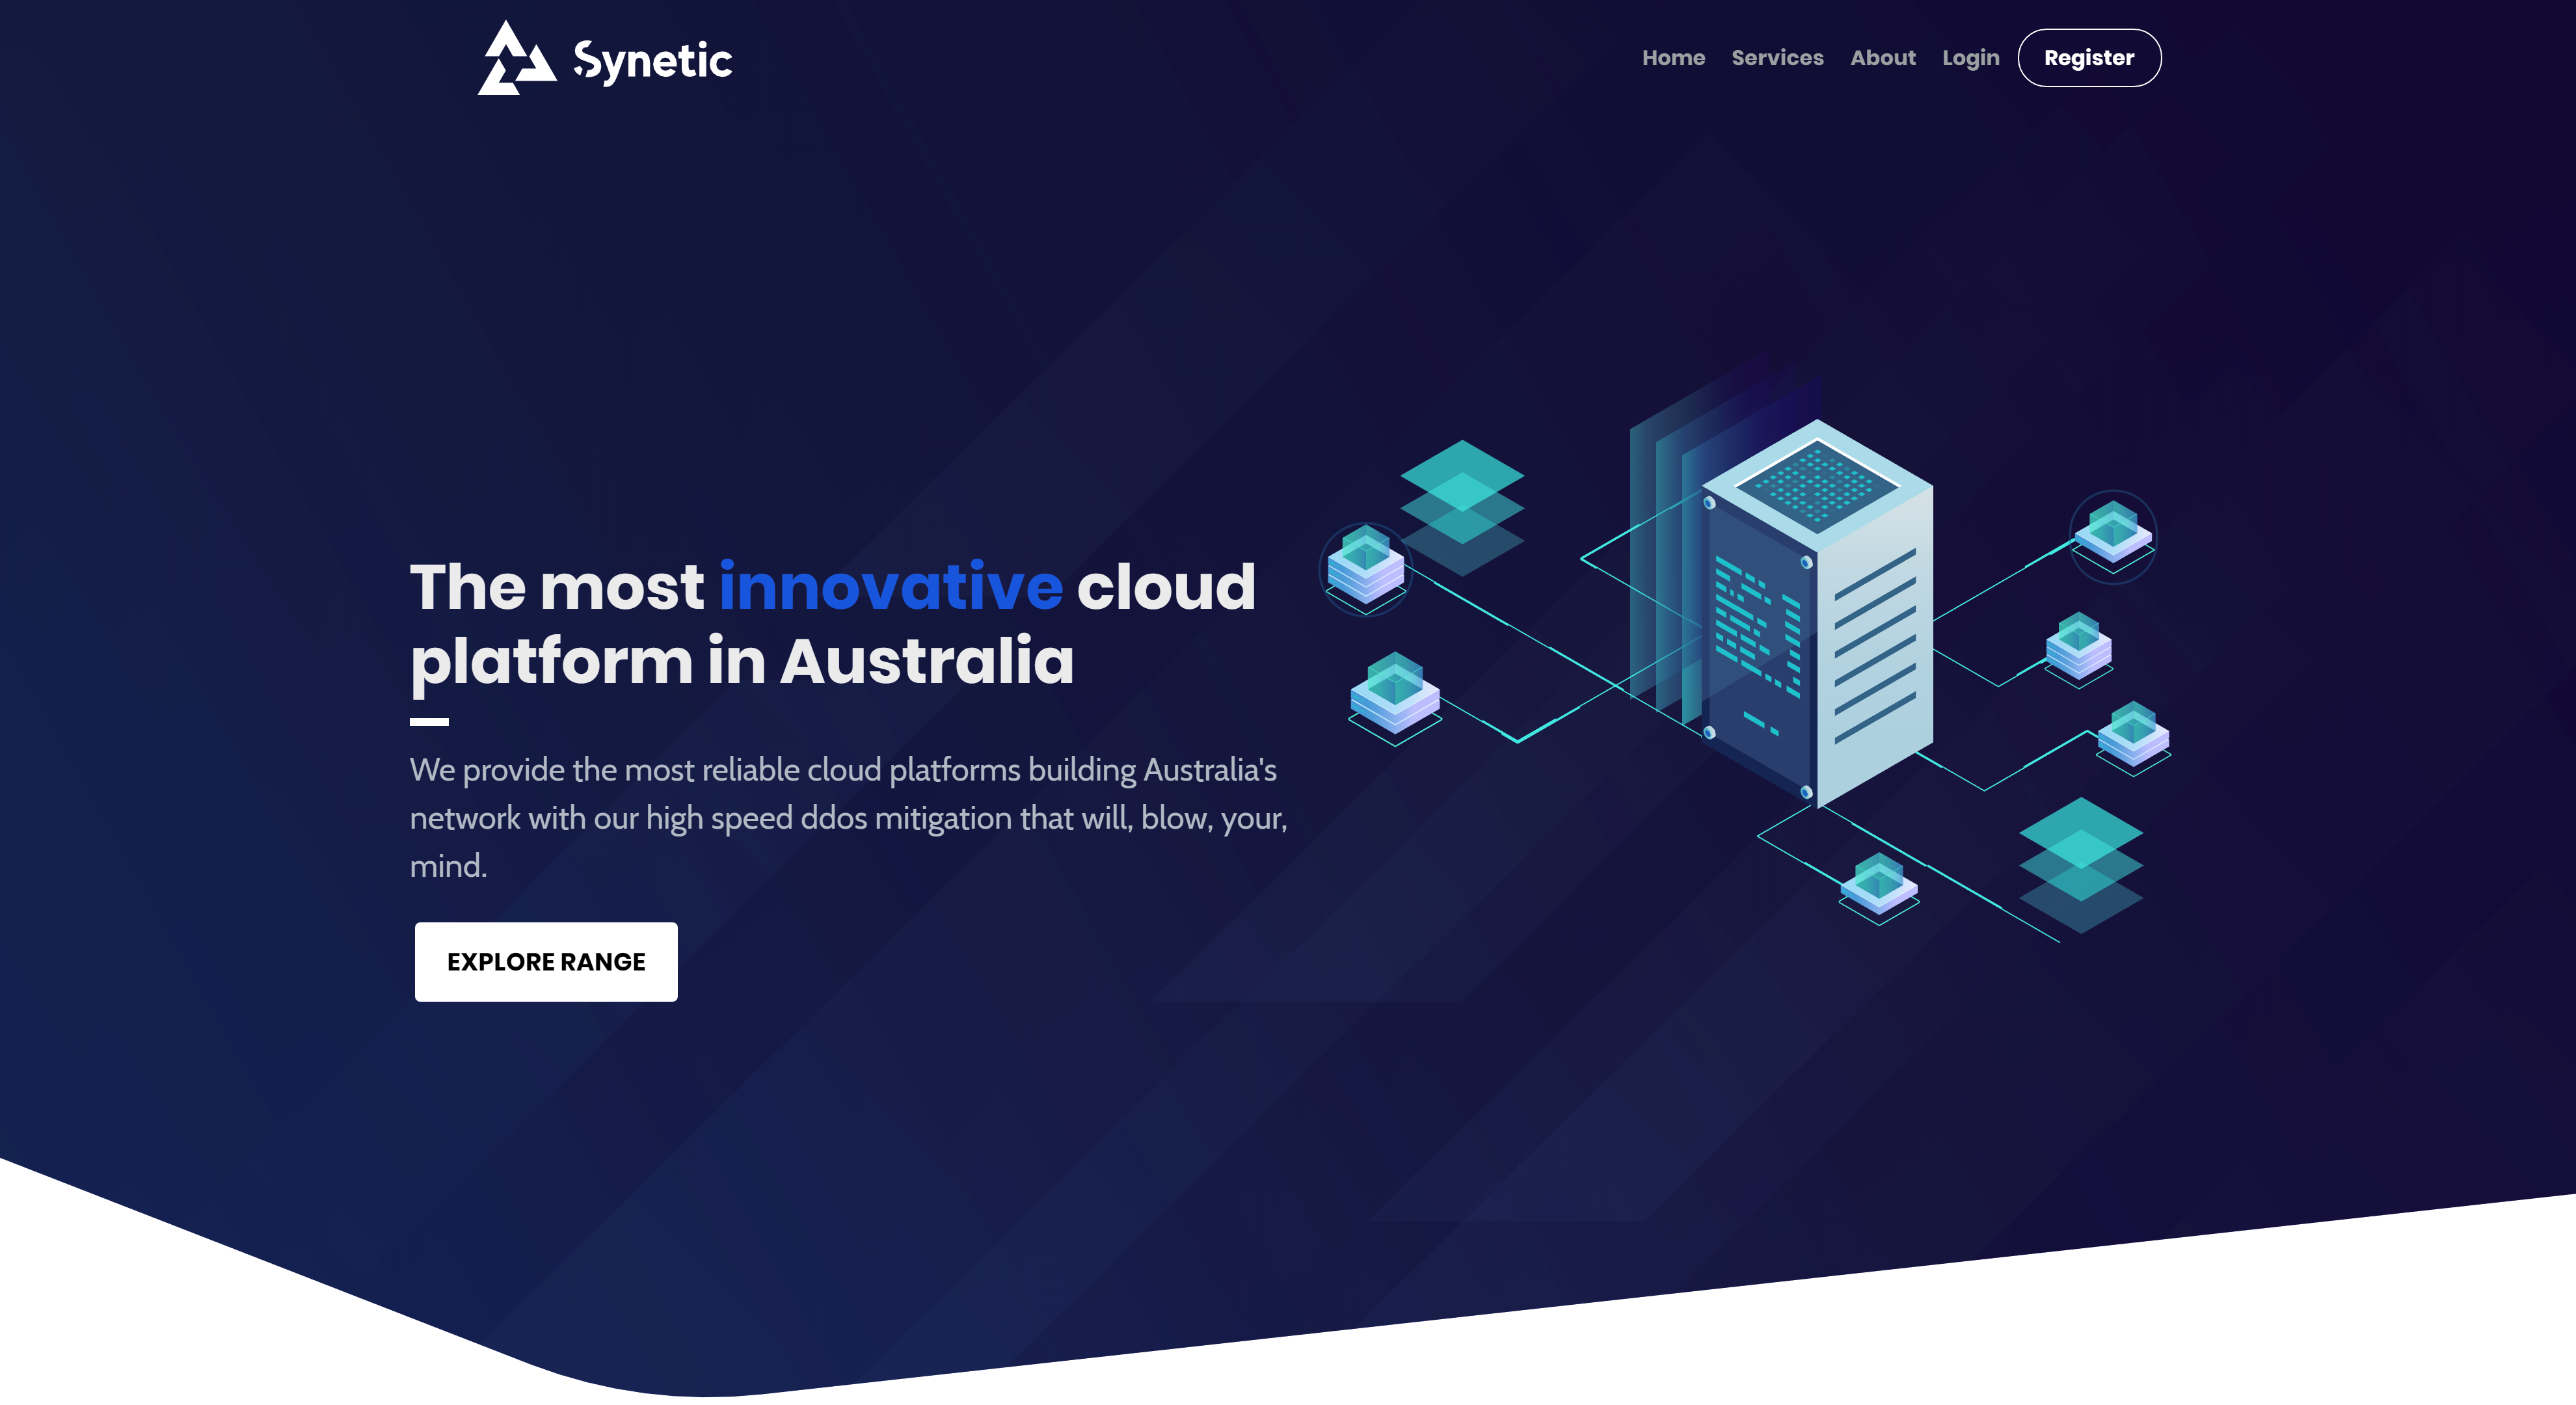 Synetic
Home Services About Login Register
The most innovative cloud
platform in Australia
We provide the most reliable cloud platforms building Australia's
network with our high speed ddos mitigation that will, blow, your,
mind.
EXPLORE RANGE